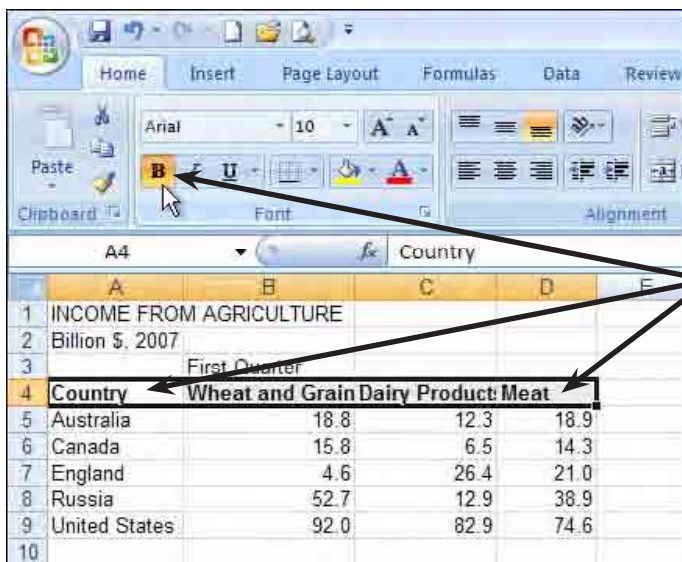 Home Insert Page Layout Formulas Data Review
Arial 10 A A
Paste B I U A
Clipboard Font Alignment
A4 fx Country
A B C D E
1 INCOME FROM AGRICULTURE
2 Billion $, 2007
3 First Quarter
4 Country Wheat and Grain Dairy Product Meat
5 Australia 18.8 12.3 18.9
6 Canada 15.8 6.5 14.3
7 England 4.6 26.4 21.0
8 Russia 52.7 12.9 38.9
9 United States 92.0 82.9 74.6
10